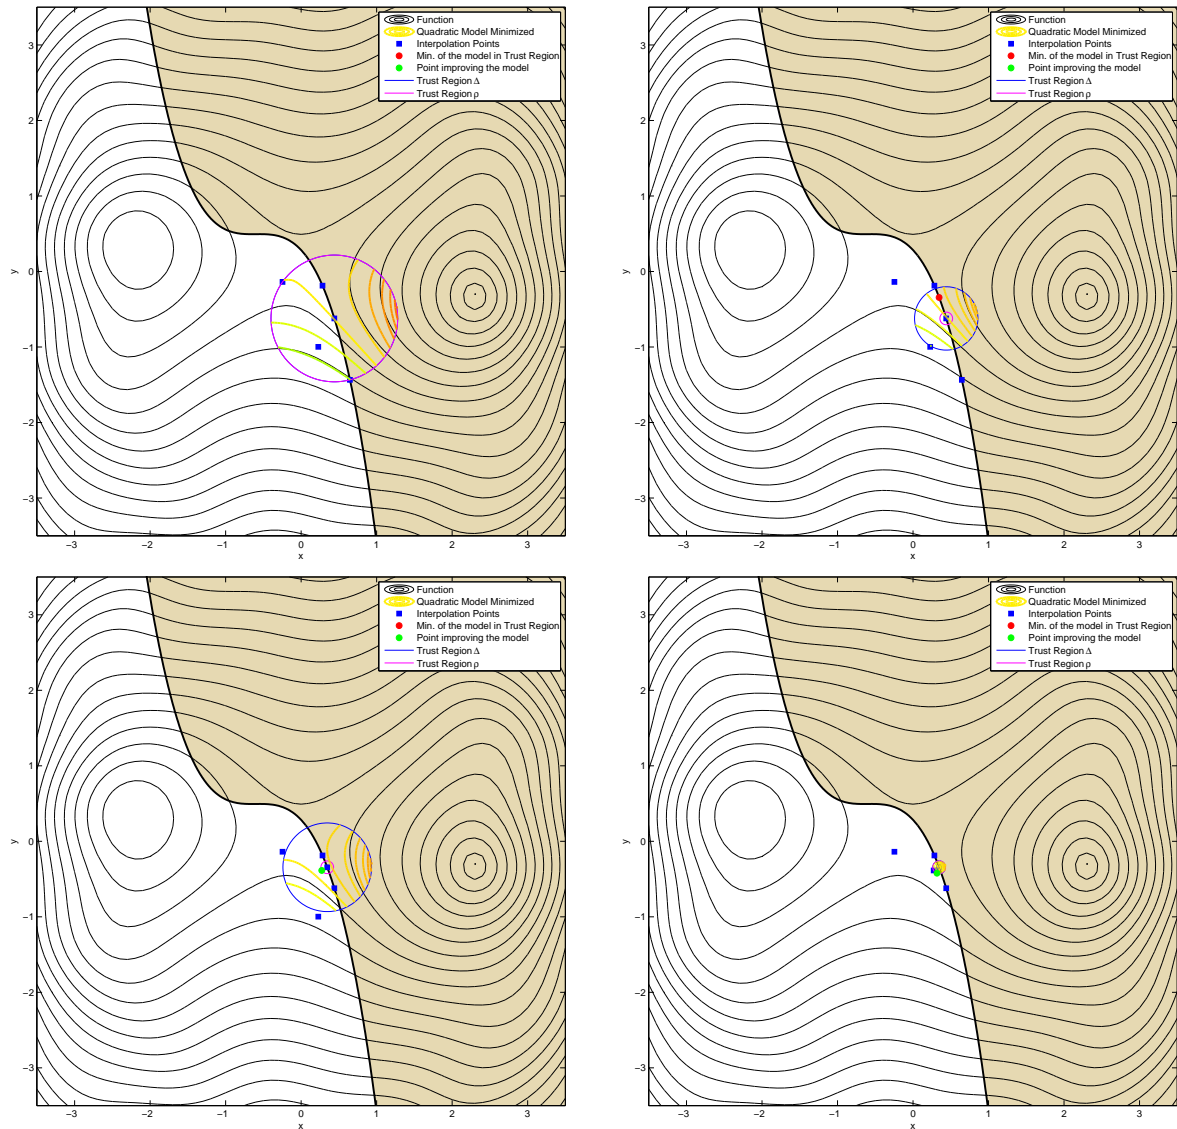 Function
Quadratic Model Minimized
Interpolation Points
Min. of the model in Trust Region
Point improving the model
Trust Region Δ
Trust Region ρ
3
2
1
0
−1
−2
−3
y
−3 −2 −1 0 1 2 3
x
Function
Quadratic Model Minimized
Interpolation Points
Min. of the model in Trust Region
Point improving the model
Trust Region Δ
Trust Region ρ
3
2
1
0
−1
−2
−3
y
−3 −2 −1 0 1 2 3
x
Function
Quadratic Model Minimized
Interpolation Points
Min. of the model in Trust Region
Point improving the model
Trust Region Δ
Trust Region ρ
3
2
1
0
−1
−2
−3
y
−3 −2 −1 0 1 2 3
x
Function
Quadratic Model Minimized
Interpolation Points
Min. of the model in Trust Region
Point improving the model
Trust Region Δ
Trust Region ρ
3
2
1
0
−1
−2
−3
y
−3 −2 −1 0 1 2 3
x